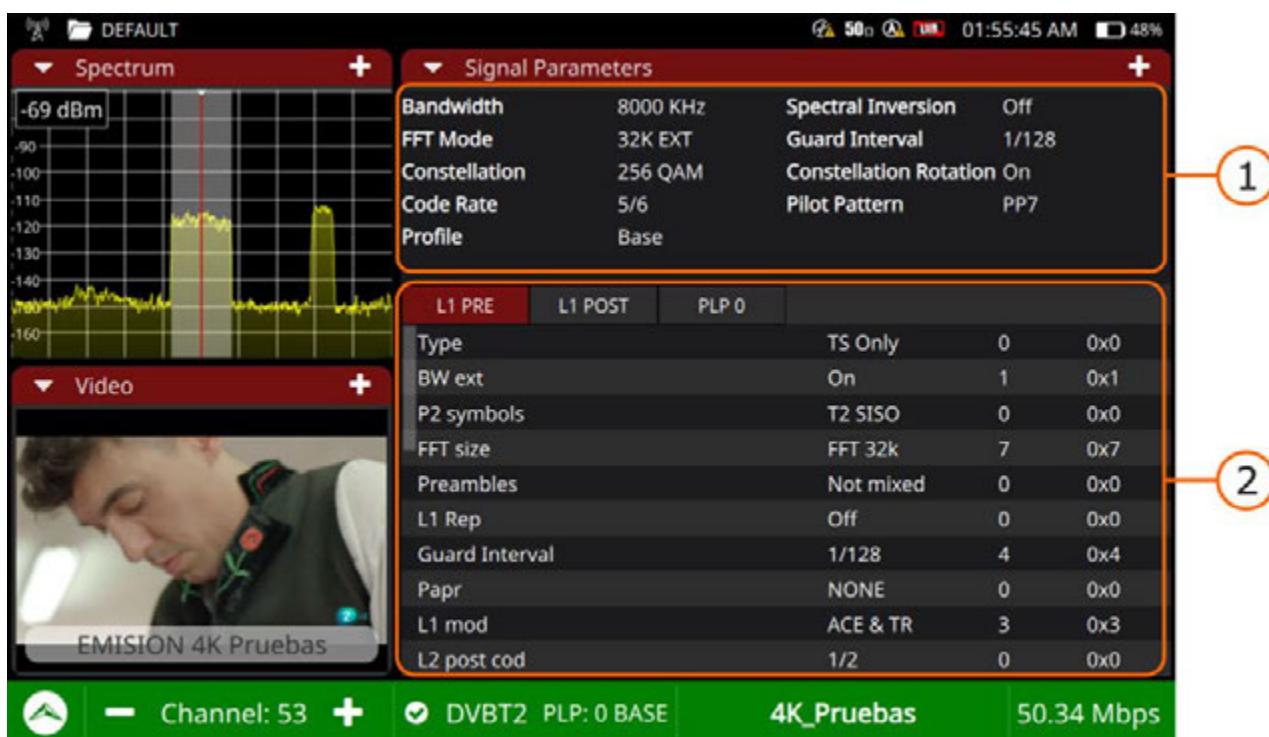 DEFAULT 50Ω 01:55:45 AM 48%
Spectrum
-69 dBm
-90
-100
-110
-120
-130
-140
-160
Video
EMISION 4K Pruebas
Signal Parameters
Bandwidth 8000 KHz Spectral Inversion Off
FFT Mode 32K EXT Guard Interval 1/128
Constellation 256 QAM Constellation Rotation On
Code Rate 5/6 Pilot Pattern PP7
Profile Base
1
L1 PRE L1 POST PLP 0
Type TS Only 0 0x0
BW ext On 1 0x1
P2 symbols T2 SISO 0 0x0
FFT size FFT 32k 7 0x7
Preambles Not mixed 0 0x0
L1 Rep Off 0 0x0
Guard Interval 1/128 4 0x4
Papr NONE 0 0x0
L1 mod ACE & TR 3 0x3
L2 post cod 1/2 0 0x0
2
Channel: 53 DVBT2 PLP: 0 BASE 4K_Pruebas 50.34 Mbps